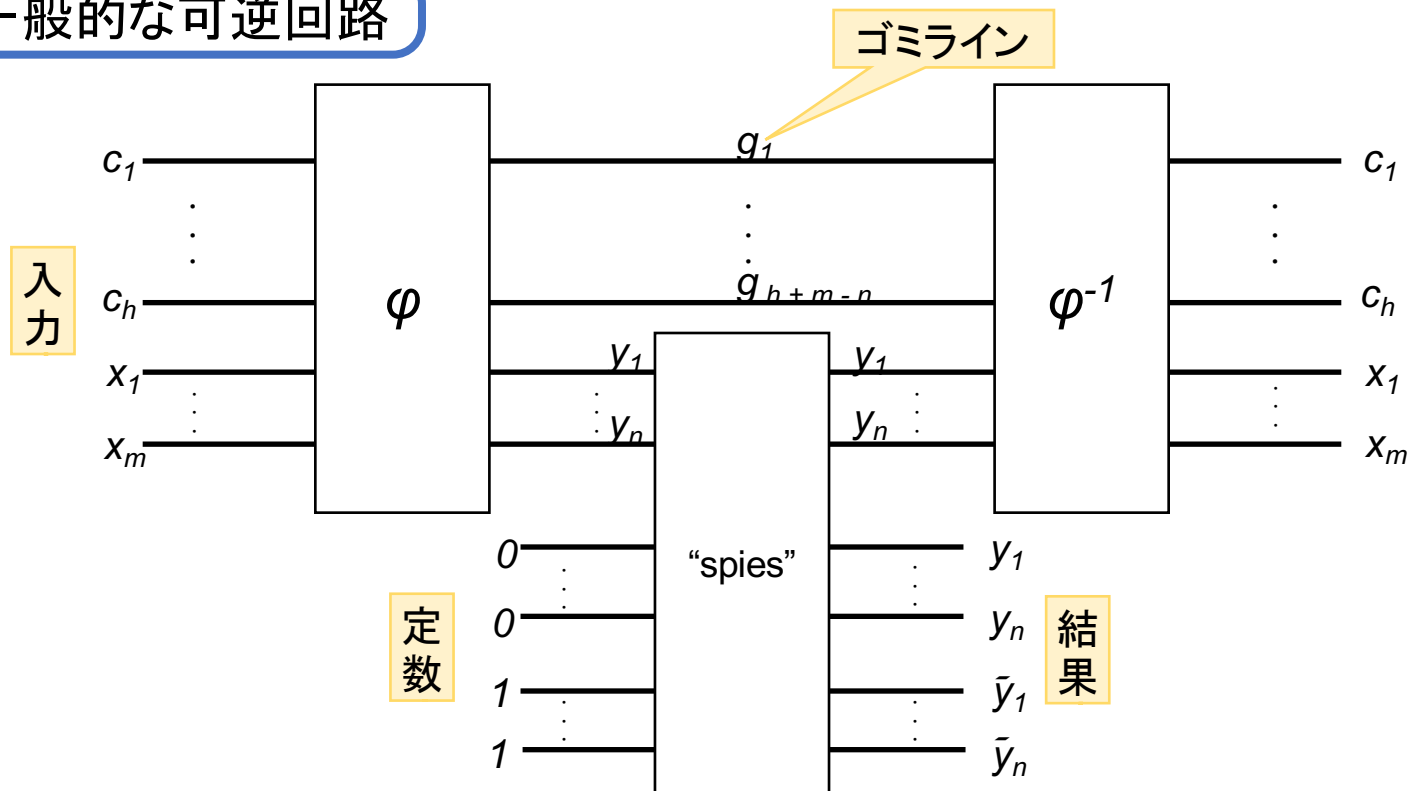 一般的な可逆回路
ゴミライン
入力
c₁
cₕ
x₁
xₘ
φ
g₁
g ₕ ₊ ₘ ₋ ₙ
y₁
yₙ
y₁
yₙ
φ⁻¹
c₁
cₕ
x₁
xₘ
定数
0
0
1
1
“spies”
y₁
yₙ
ȳ₁
ȳₙ
結果